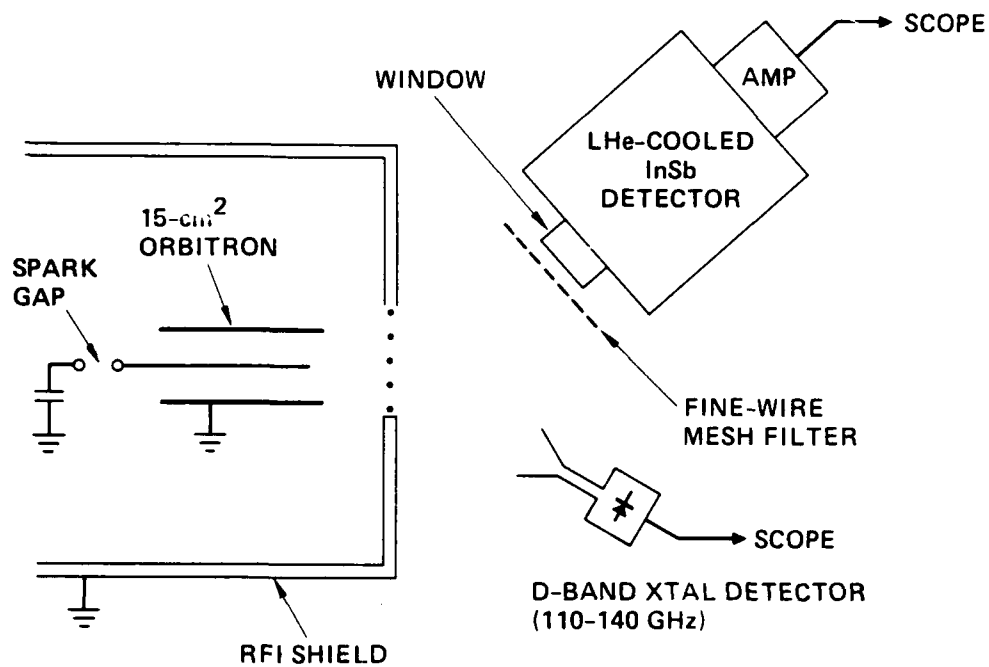 SCOPE
AMP
WINDOW
LHe-COOLED
InSb
DETECTOR
15-cm²
ORBITRON
SPARK
GAP
FINE-WIRE
MESH FILTER
SCOPE
D-BAND XTAL DETECTOR
(110-140 GHz)
RFI SHIELD